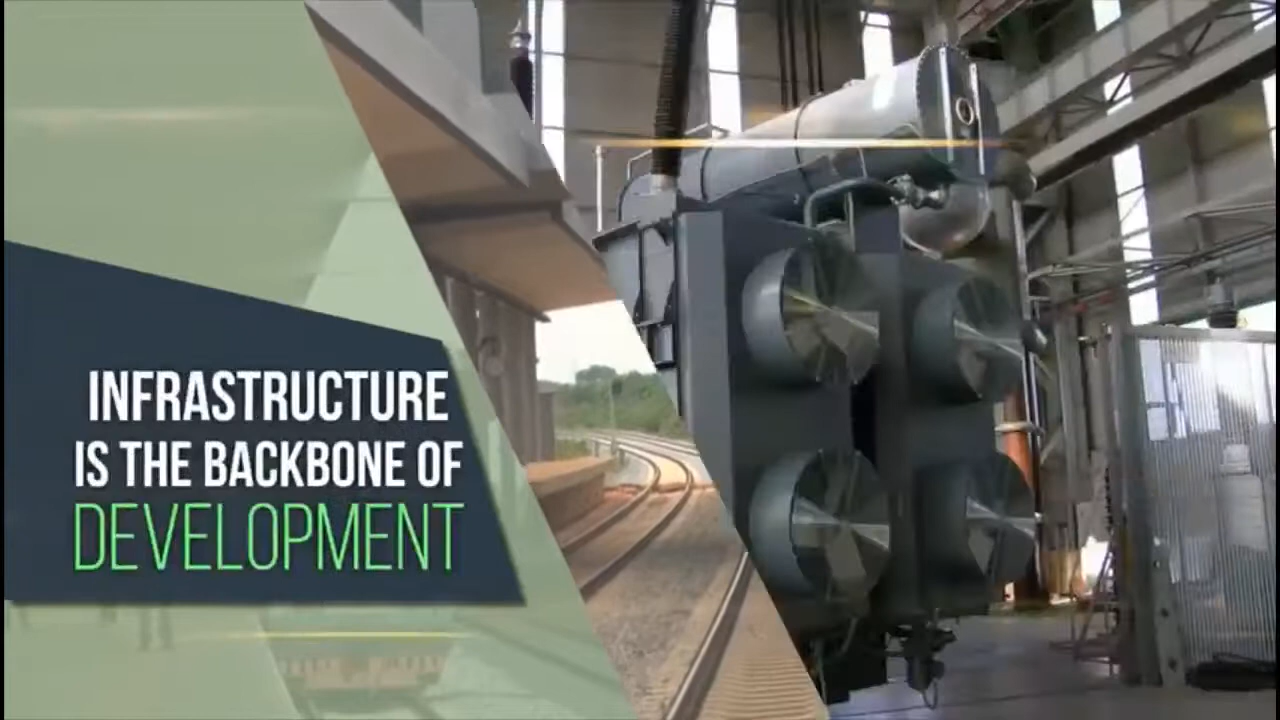 INFRASTRUCTURE
IS THE BACKBONE OF
DEVELOPMENT